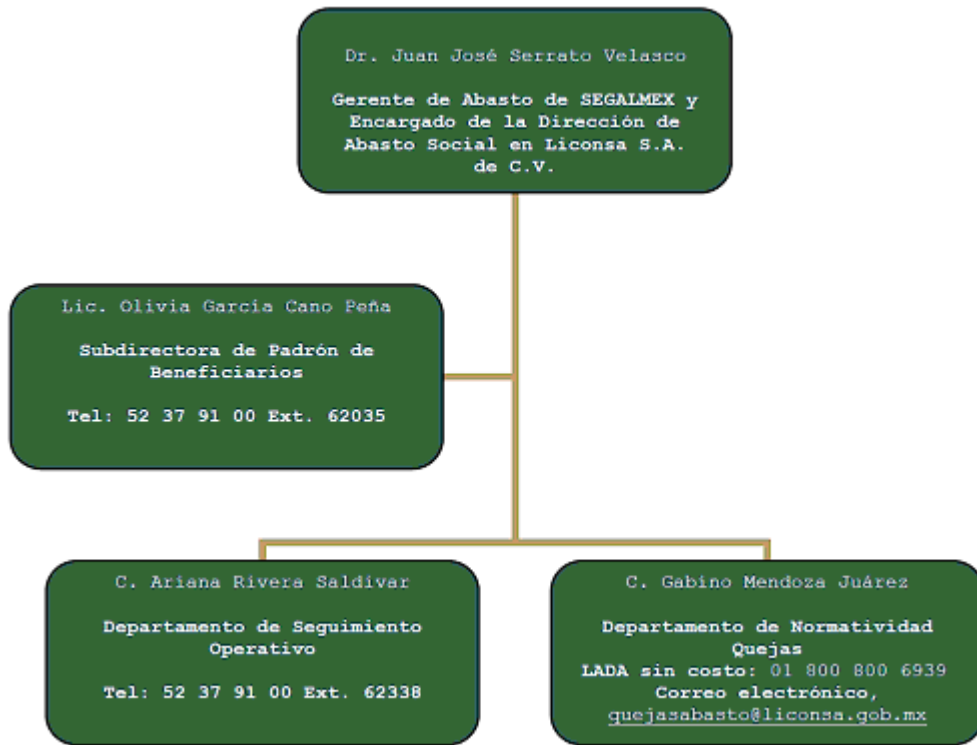 Dr. Juan José Serrato Velasco
Gerente de Abasto de SEGALMEX y
Encargado de la Dirección de
Abasto Social en Liconsa S.A.
de C.V.
Lic. Olivia García Cano Peña
Subdirectora de Padrón de
Beneficiarios
Tel: 52 37 91 00 Ext. 62035
C. Ariana Rivera Saldivar
Departamento de Seguimiento
Operativo
Tel: 52 37 91 00 Ext. 62338
C. Gabino Mendoza Juárez
Departamento de Normatividad
Quejas
LADA sin costo: 01 800 800 6939
Correo electrónico,
quejasabasto@liconsa.gob.mx